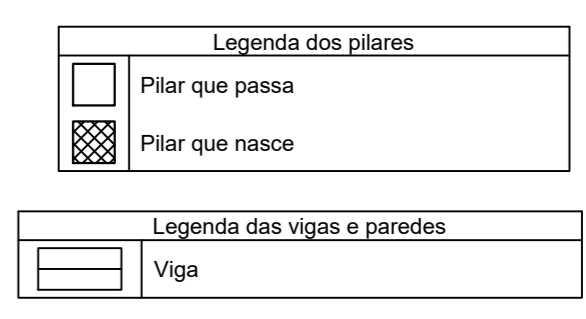 Legenda dos pilares
Pilar que passa
Pilar que nasce
Legenda das vigas e paredes
Viga